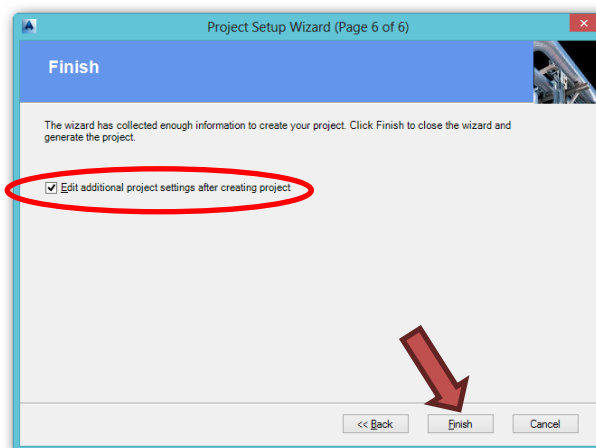 Project Setup Wizard (Page 6 of 6)
Finish
The wizard has collected enough information to create your project. Click Finish to close the wizard and
generate the project.
Edit additional project settings after creating project
<< Back
Finish
Cancel